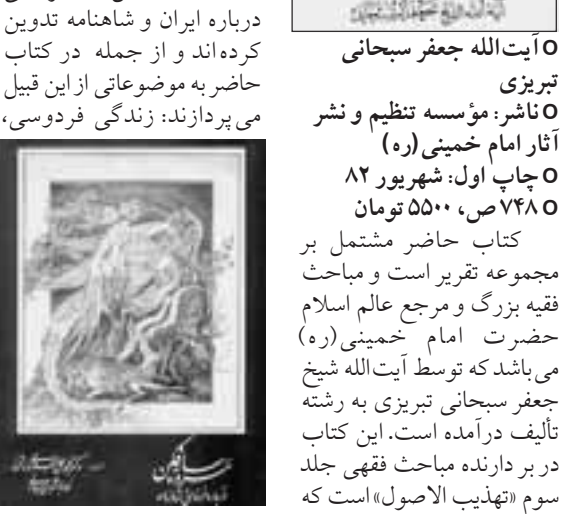 آیت‌الله جعفر سبحانی
تبریزی
ناشر: مؤسسه تنظیم و نشر
آثار امام خمینی(ره)
چاپ اول: شهریور ۸۲
۷۴۸ ص، ۵۵۰۰ تومان
کتاب حاضر مشتمل بر
مجموعه تقریر است و مباحث
فقیه بزرگ و مرجع عالم اسلام
حضرت امام خمینی(ره)
می‌باشد که توسط آیت‌الله شیخ
جعفر سبحانی تبریزی به رشته
تألیف درآمده است. این کتاب
در بر دارنده مباحث فقهی جلد
سوم «تهذیب الاصول» است که
درباره ایران و شاهنامه تدوین
کرده‌اند و از جمله در کتاب
حاضر به موضوعاتی از این قبیل
می‌پردازند: زندگی فردوسی،